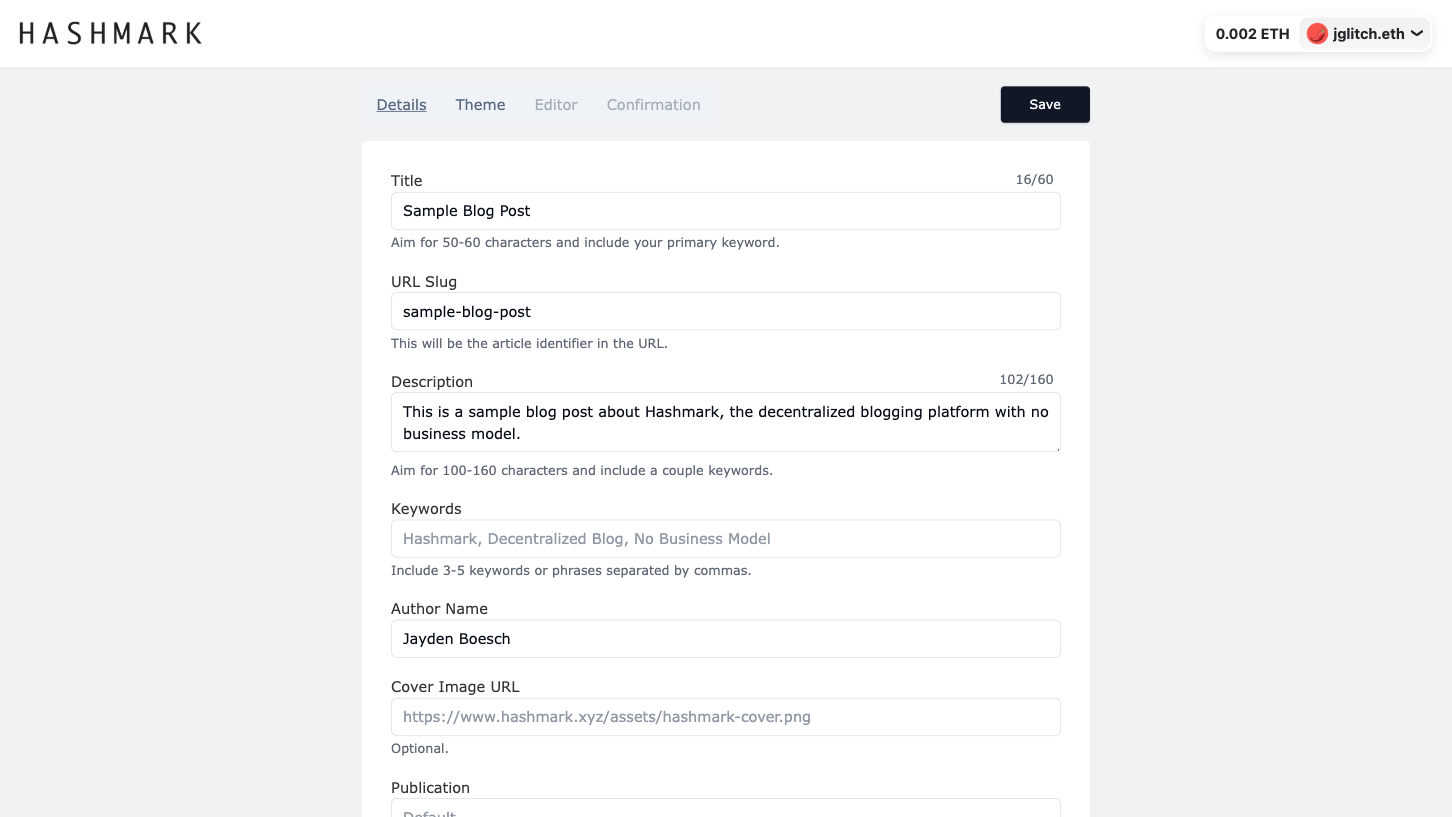 HASHMARK
0.002 ETH jglitch.eth
Details Theme Editor Confirmation Save
Title 16/60
Sample Blog Post
Aim for 50-60 characters and include your primary keyword.
URL Slug
sample-blog-post
This will be the article identifier in the URL.
Description 102/160
This is a sample blog post about Hashmark, the decentralized blogging platform with no
business model.
Aim for 100-160 characters and include a couple keywords.
Keywords
Hashmark, Decentralized Blog, No Business Model
Include 3-5 keywords or phrases separated by commas.
Author Name
Jayden Boesch
Cover Image URL
https://www.hashmark.xyz/assets/hashmark-cover.png
Optional.
Publication
Default